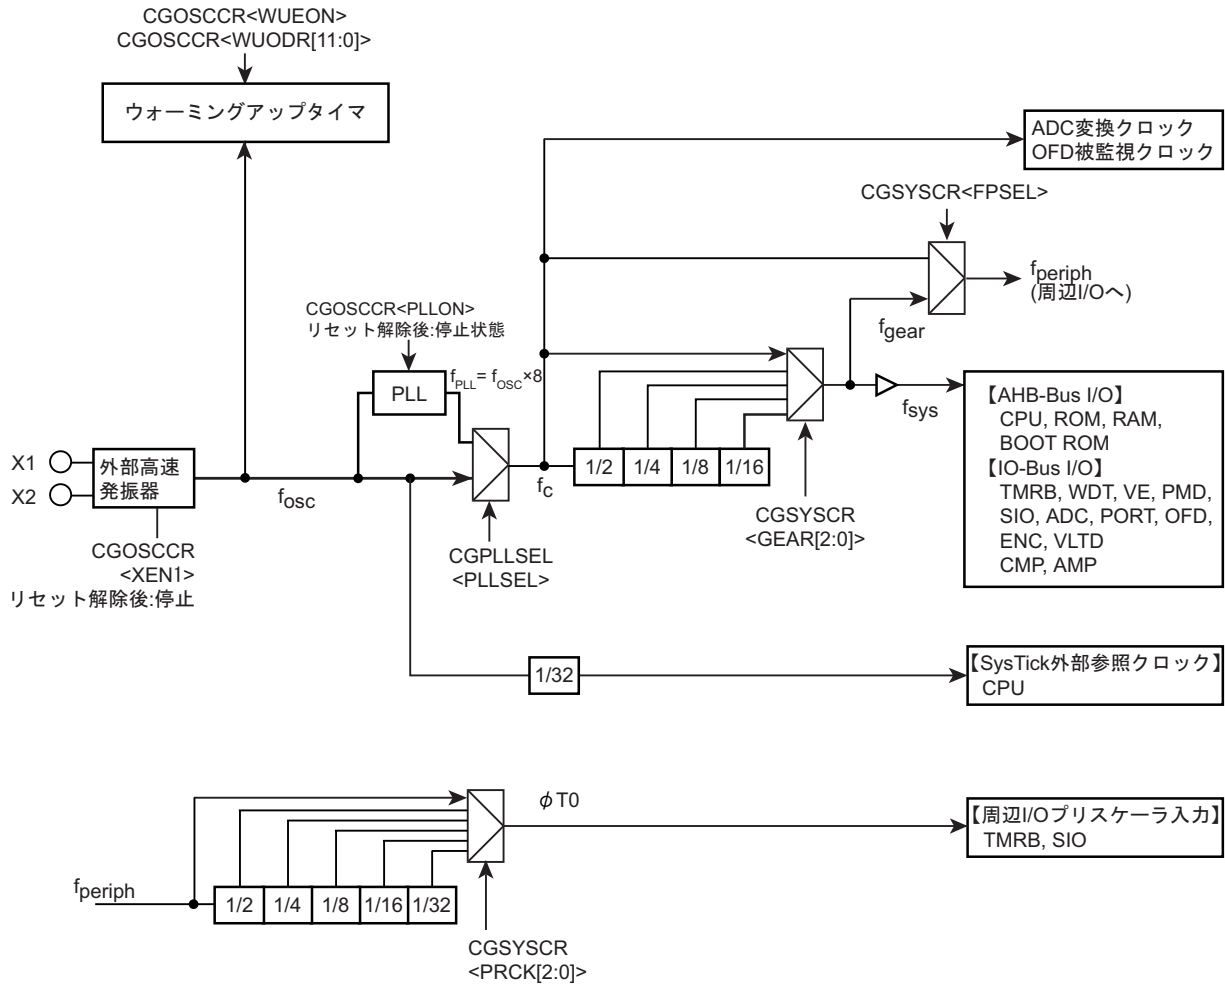 CGOSCCR<WUEON>
CGOSCCR<WUODR[11:0]>
ウォーミングアップタイマ
ADC変換クロック
OFD被監視クロック
CGSYSCR<FPSEL>
fperiph
(周辺I/Oへ)
CGOSCCR<PLLON>
リセット解除後:停止状態
fgear
PLL
fPLL= fOSC×8
fsys
【AHB-Bus I/O】
CPU, ROM, RAM,
BOOT ROM
【IO-Bus I/O】
TMRB, WDT, VE, PMD,
SIO, ADC, PORT, OFD,
ENC, VLTD
CMP, AMP
X1
X2
外部高速
発振器
fosc
fc
1/2
1/4
1/8
1/16
CGOSCCR
<XEN1>
リセット解除後:停止
CGPLLSEL
<PLLSEL>
CGSYSCR
<GEAR[2:0]>
1/32
【SysTick外部参照クロック】
CPU
ϕT0
【周辺I/Oプリスケーラ入力】
TMRB, SIO
fperiph
1/2
1/4
1/8
1/16
1/32
CGSYSCR
<PRCK[2:0]>